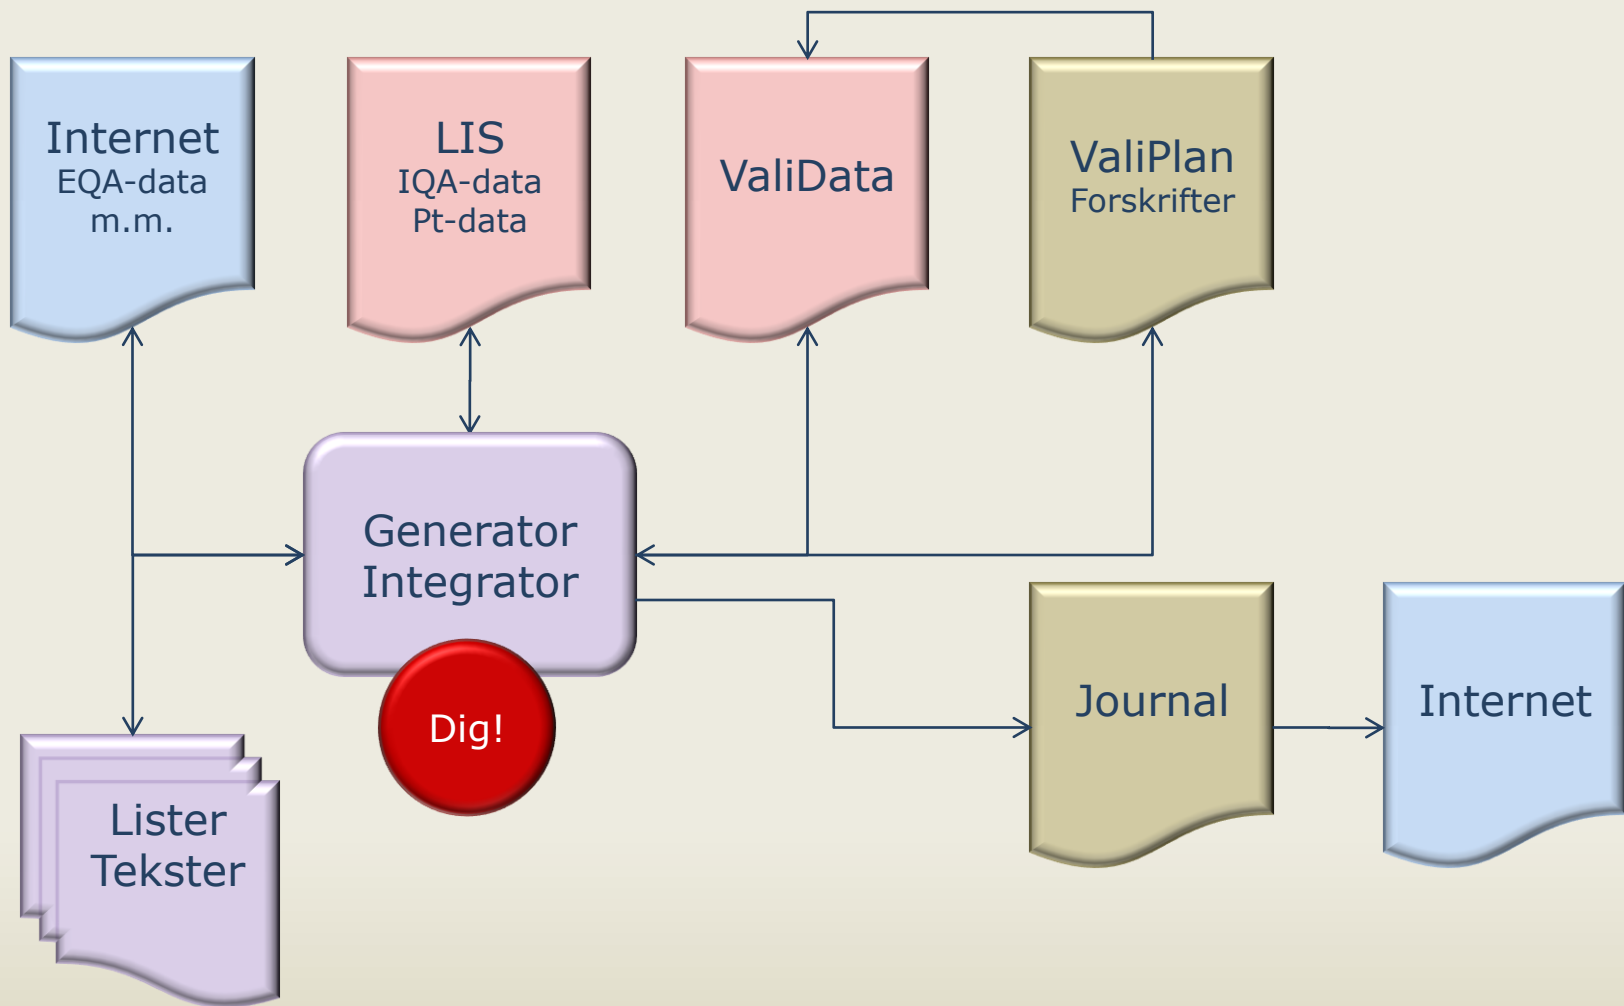 Internet
EQA-data
m.m.
LIS
IQA-data
Pt-data
ValiData
ValiPlan
Forskrifter
Generator
Integrator
Dig!
Journal
Internet
Lister
Tekster